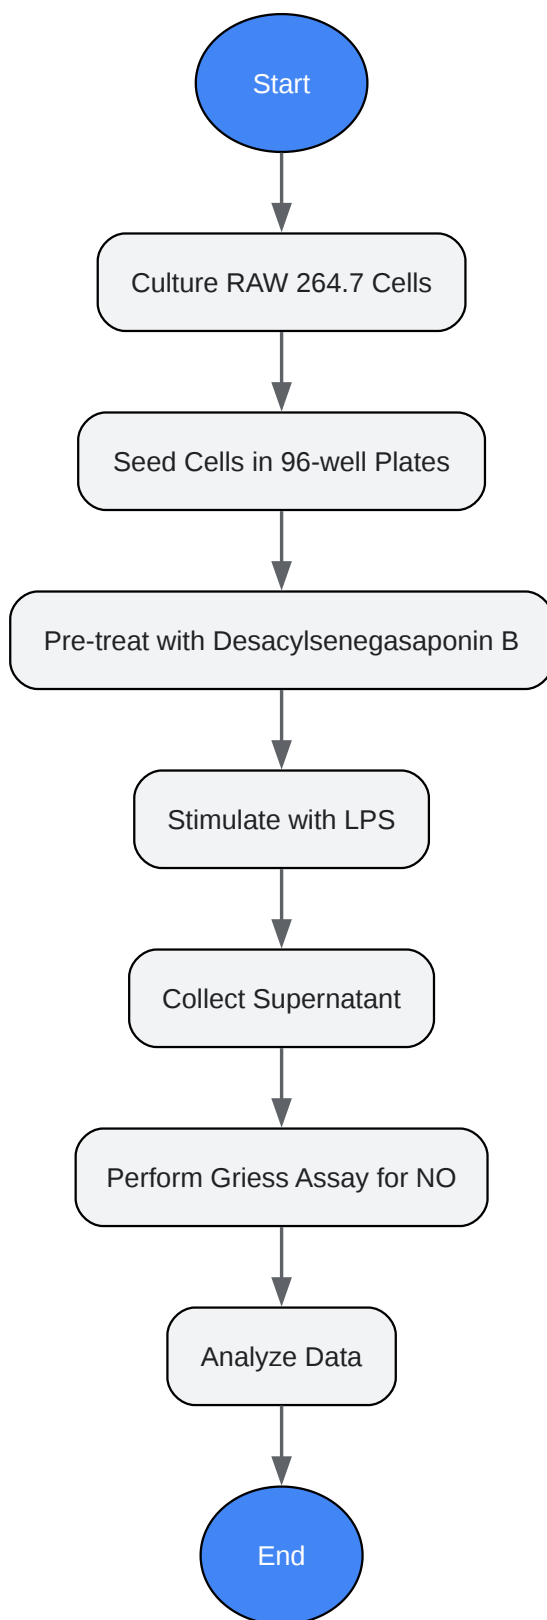 Start
Culture RAW 264.7 Cells
Seed Cells in 96-well Plates
Pre-treat with Desacylsenegasaponin B
Stimulate with LPS
Collect Supernatant
Perform Griess Assay for NO
Analyze Data
End